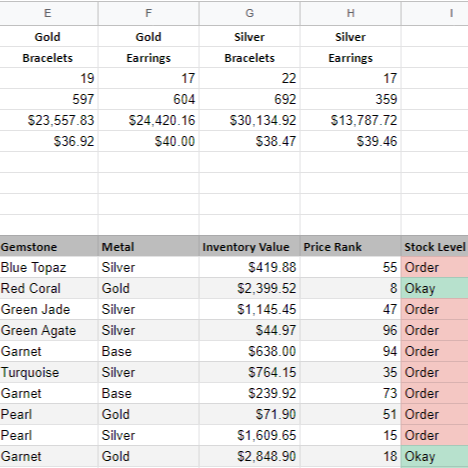 E F G H I
Gold Gold Silver Silver
Bracelets Earrings Bracelets Earrings
19 17 22 17
597 604 692 359
$23,557.83 $24,420.16 $30,134.92 $13,787.72
$36.92 $40.00 $38.47 $39.46
Gemstone Metal Inventory Value Price Rank Stock Level
Blue Topaz Silver $419.88 55 Order
Red Coral Gold $2,399.52 8 Okay
Green Jade Silver $1,145.45 47 Order
Green Agate Silver $44.97 96 Order
Garnet Base $638.00 94 Order
Turquoise Silver $764.15 35 Order
Garnet Base $239.92 73 Order
Pearl Gold $71.90 51 Order
Pearl Silver $1,609.65 15 Order
Garnet Gold $2,848.90 18 Okay